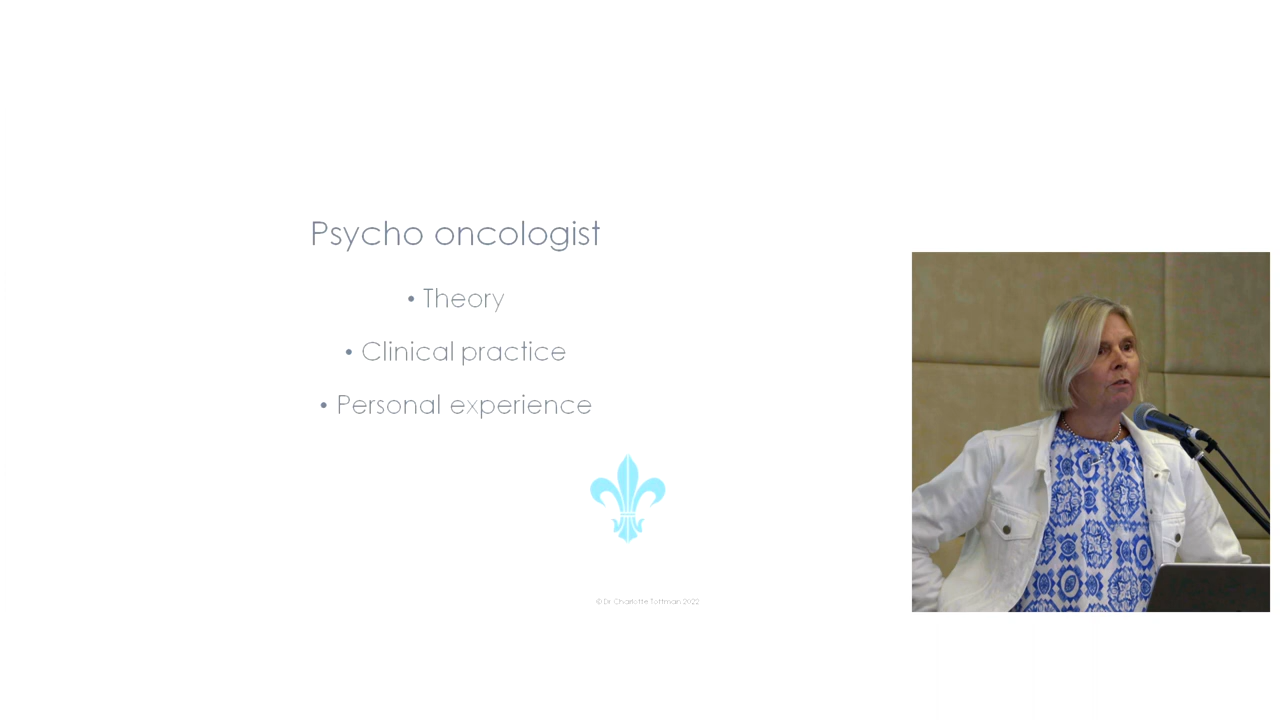 Psycho oncologist
• Theory
• Clinical practice
• Personal experience
© Dr Charlotte Tottman 2022